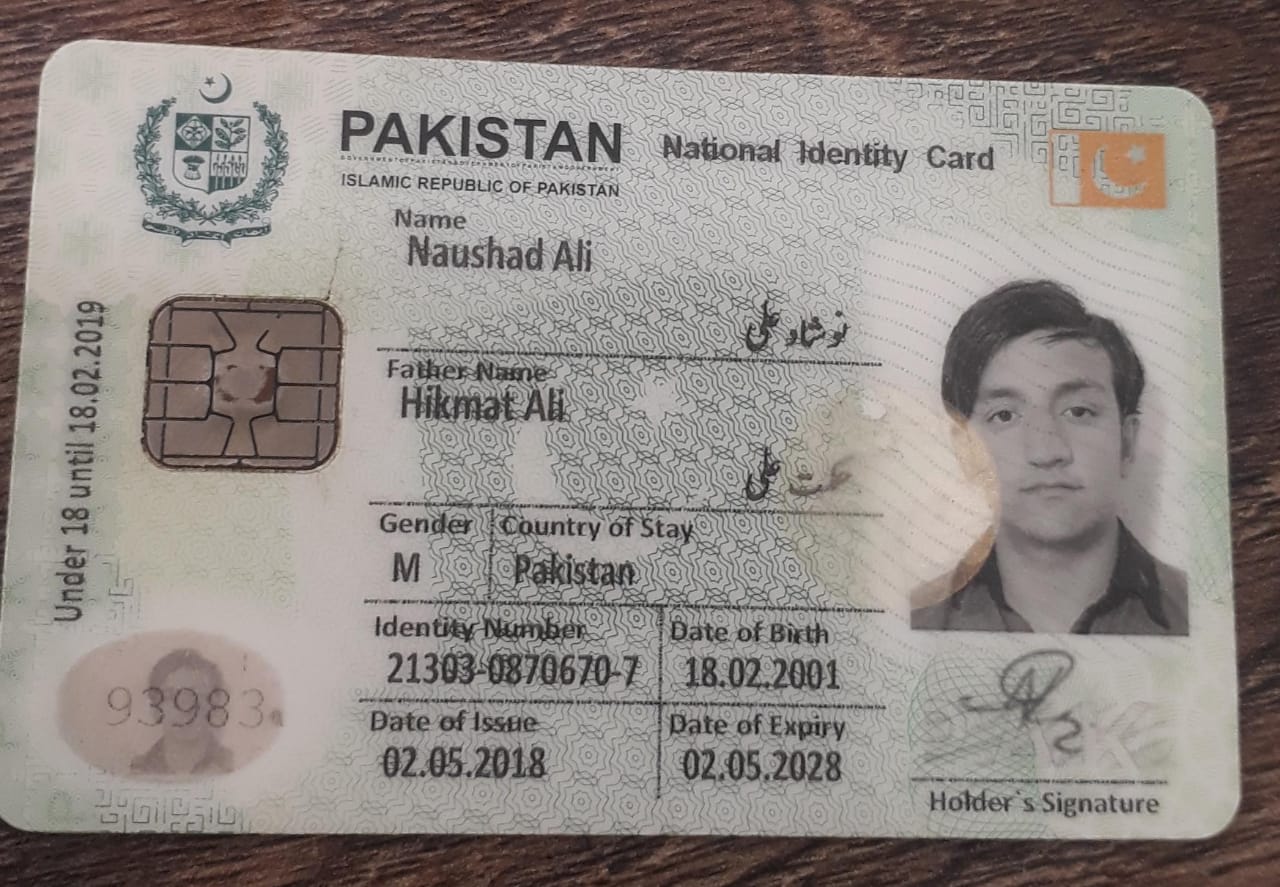 PAKISTAN National Identity Card
ISLAMIC REPUBLIC OF PAKISTAN
Name
Naushad Ali
نوشاد علی
Father Name
Hikmat Ali
علی
Gender Country of Stay
M Pakistan
Identity Number Date of Birth
21303-0870670-7 18.02.2001
Date of Issue Date of Expiry
02.05.2018 02.05.2028
Holder`s Signature
Under 18 until 18.02.2019
93983